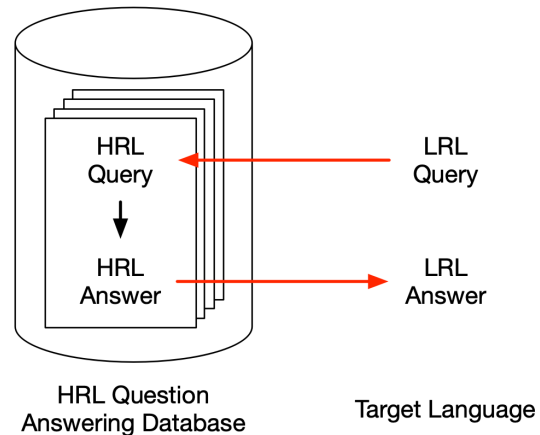 HRL
Query
LRL
Query
HRL
Answer
LRL
Answer
HRL Question
Answering Database
Target Language